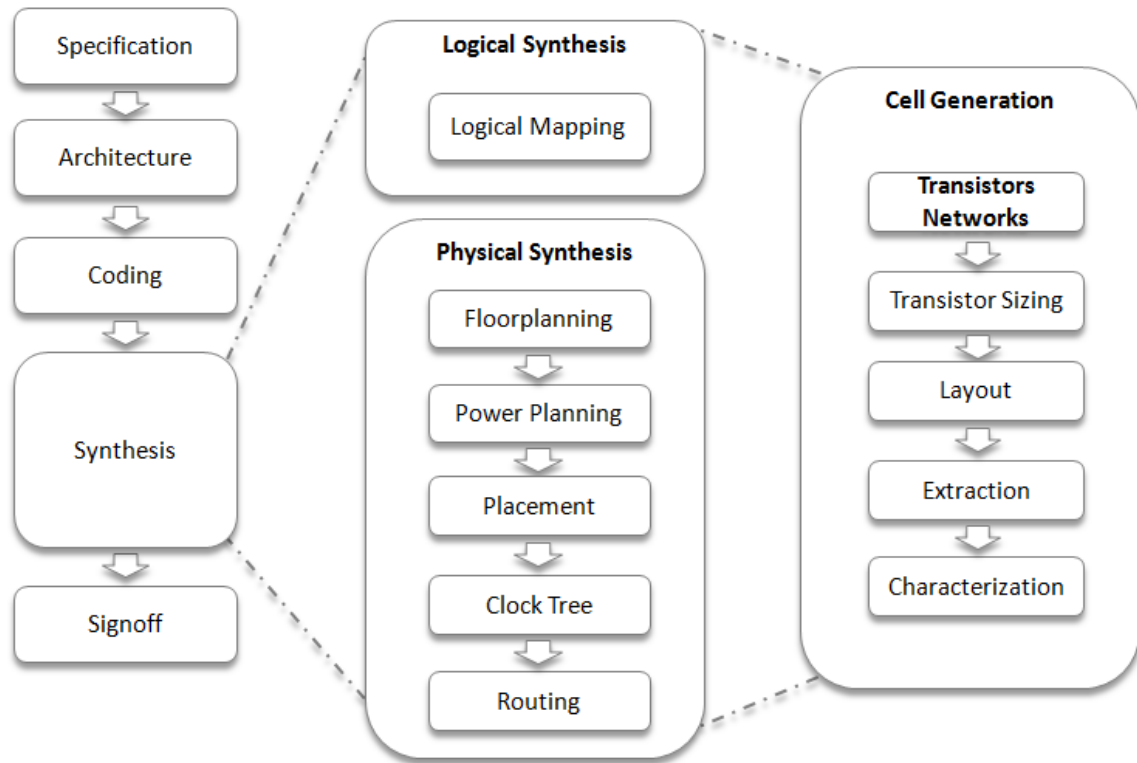 Specification
Architecture
Coding
Synthesis
Signoff
Logical Synthesis
Logical Mapping
Physical Synthesis
Floorplanning
Power Planning
Placement
Clock Tree
Routing
Cell Generation
Transistors
Networks
Transistor Sizing
Layout
Extraction
Characterization